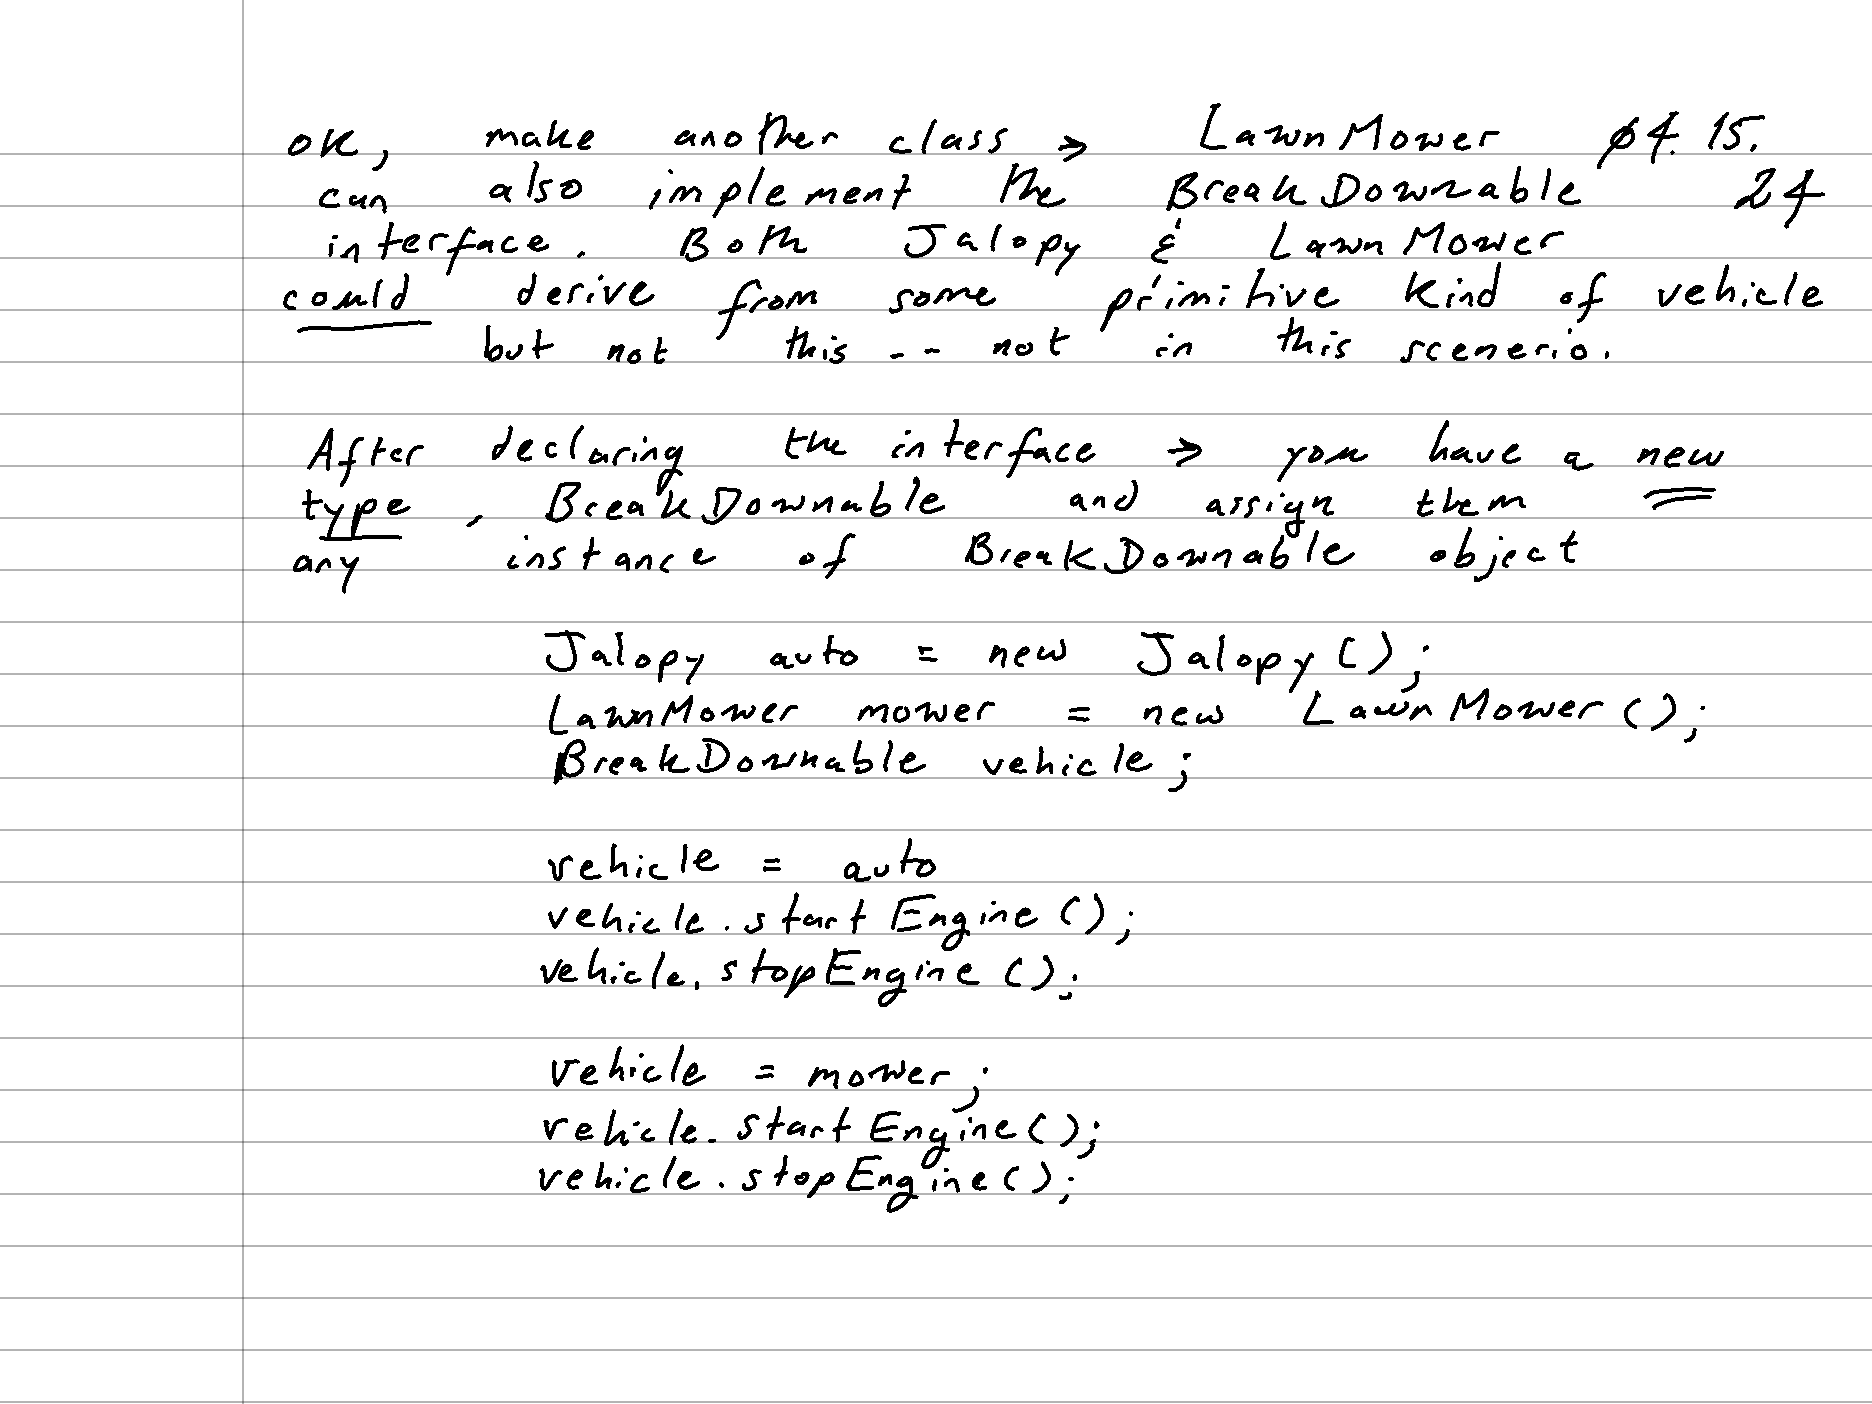 ok, make another class → LawnMower 04.15.
can also implement the BreakDownable 24
interface. Both Jalopy & LawnMower
could derive from some primitive kind of vehicle
but not this -- not in this scenerio.
After declaring the interface → you have a new
type, BreakDownable and assign them
any instance of BreakDownable object
Jalopy auto = new Jalopy();
LawnMower mower = new LawnMower();
BreakDownable vehicle;
vehicle = auto
vehicle.startEngine();
vehicle.stopEngine();
vehicle = mower;
vehicle.startEngine();
vehicle.stopEngine();